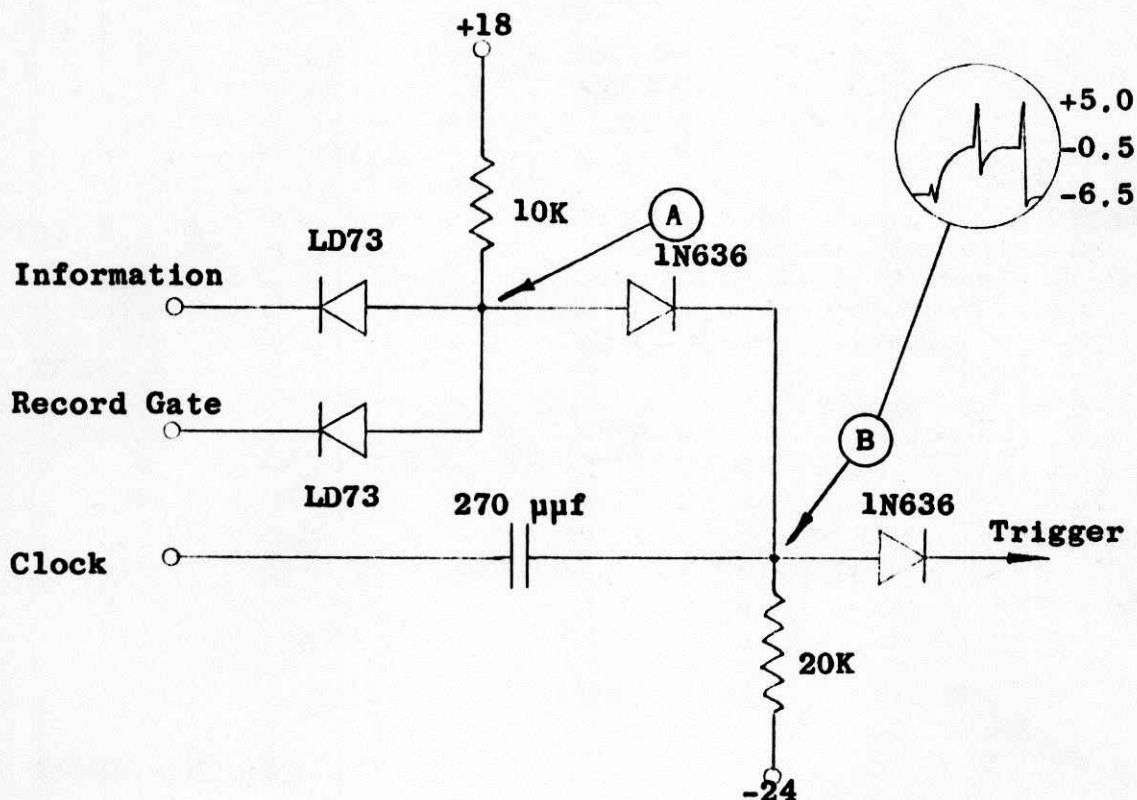 +18
+5.0
-0.5
-6.5
10K
A
LD73
1N636
Information
Record Gate
B
LD73
270 μμf
1N636
Trigger
Clock
20K
-24